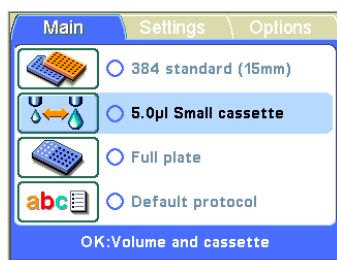 Main Settings Options
384 standard (15mm)
5.0µl Small cassette
Full plate
abc Default protocol
OK:Volume and cassette